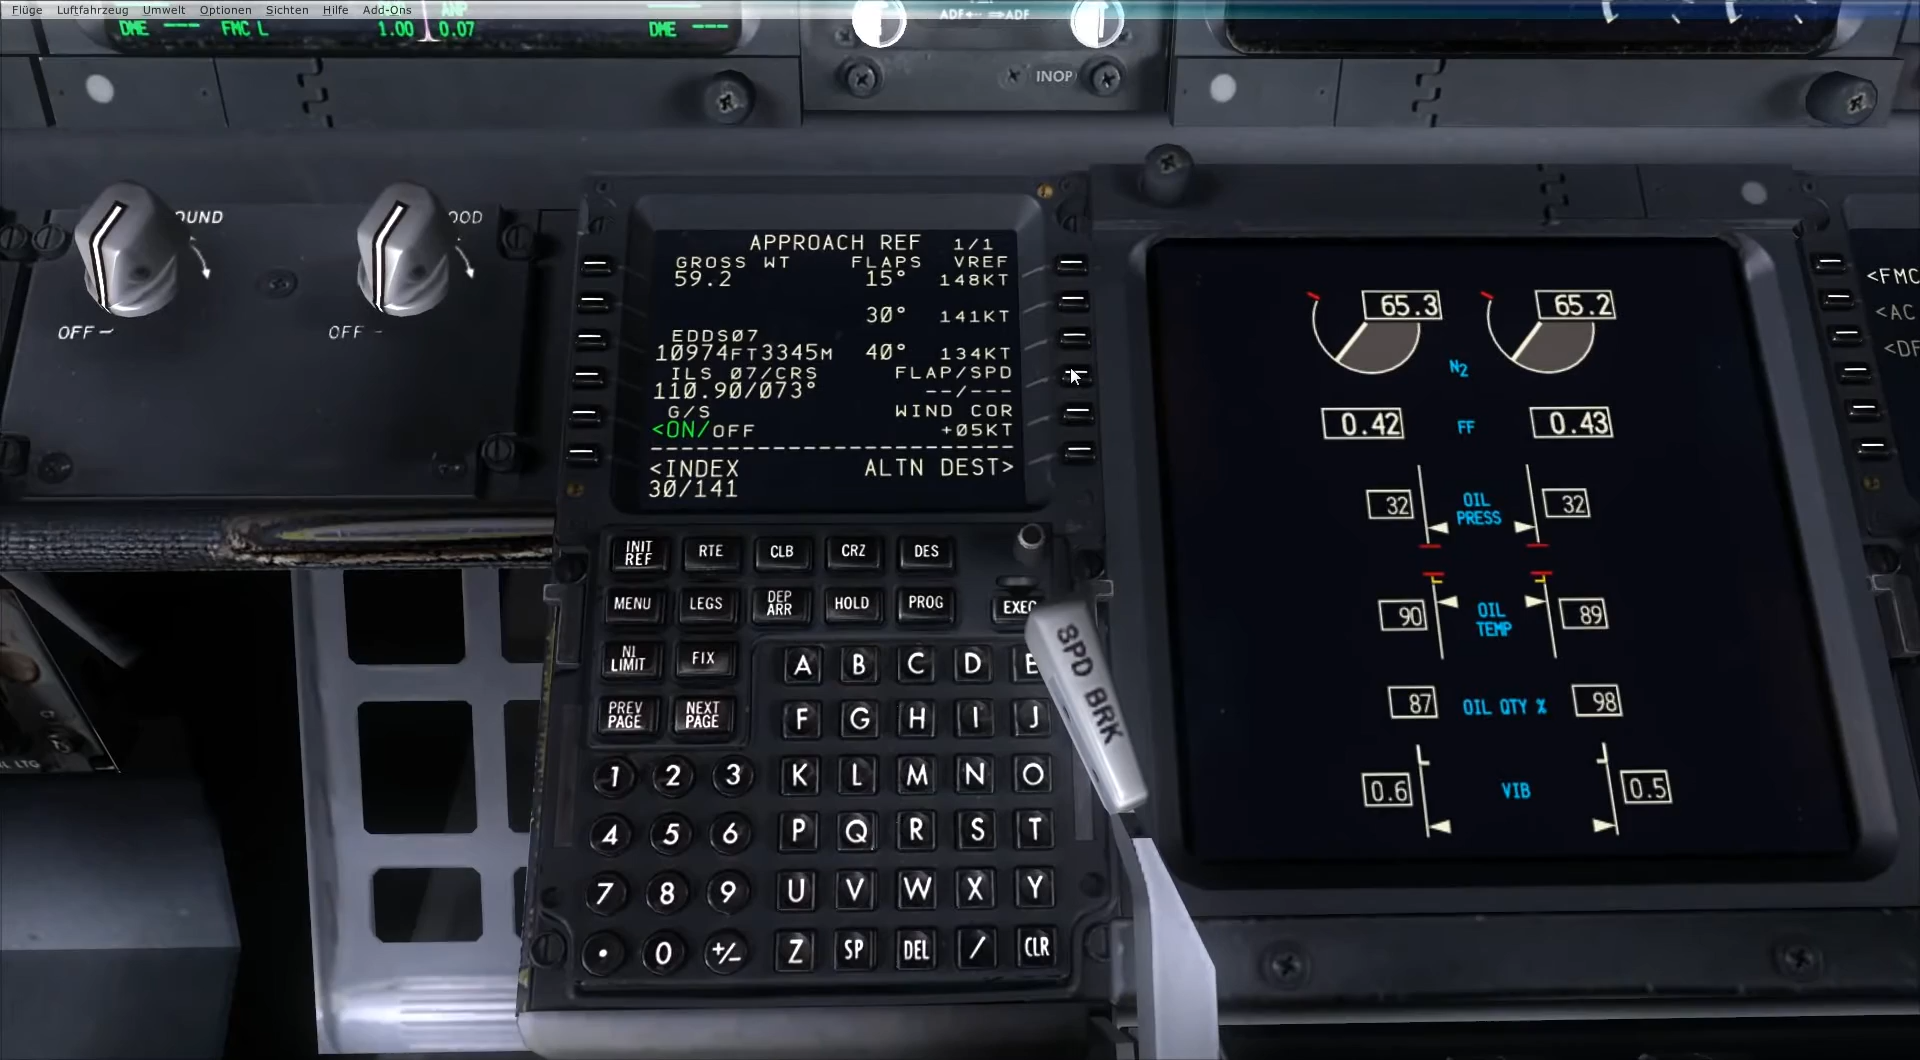 Flüge Luftfahrzeug Umwelt Optionen Sichten Hilfe Add-Ons
DME --- FMC L 1.00 0.07 DME ---
ADF ADF
INOP
OFF
OFF
APPROACH REF 1/1
GROSS WT FLAPS VREF
59.2 15° 148KT
30° 141KT
EDDS07
10974FT3345M 40° 134KT
ILS 07/CRS FLAP/SPD
110.90/073° --/---
G/S WIND COR
<ON/OFF +05KT
------------------------
<INDEX ALTN DEST>
30/141
INIT REF RTE CLB CRZ DES
MENU LEGS DEP ARR HOLD PROG EXEC
N1 LIMIT FIX
PREV PAGE NEXT PAGE
A B C D E
F G H I J
1 2 3 K L M N O
4 5 6 P Q R S T
7 8 9 U V W X Y
. 0 +/- Z SP DEL / CLR
SPD BRK
65.3 65.2
N2
0.42 FF 0.43
32 OIL PRESS 32
90 OIL TEMP 89
87 OIL QTY % 98
0.6 VIB 0.5
<FMC